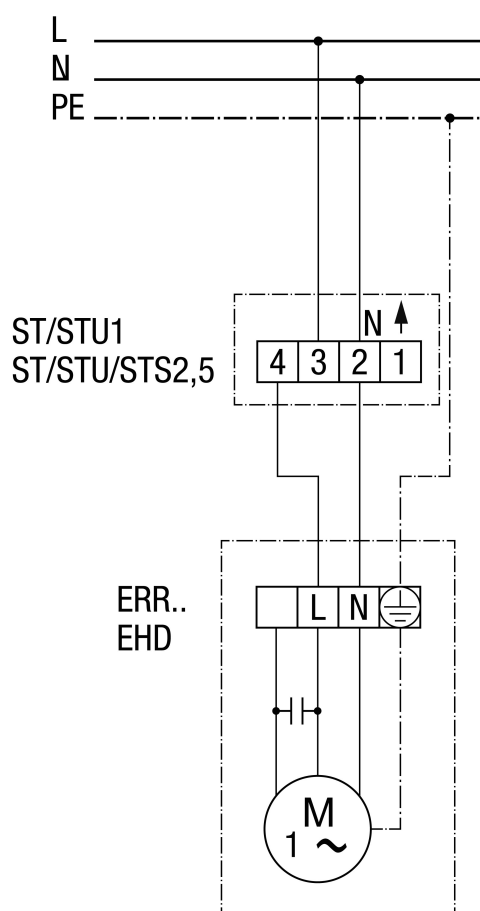 L
N
PE
ST/STU1
ST/STU/STS2,5
N
4 3 2 1
ERR..
EHD
L N
M
1 ~